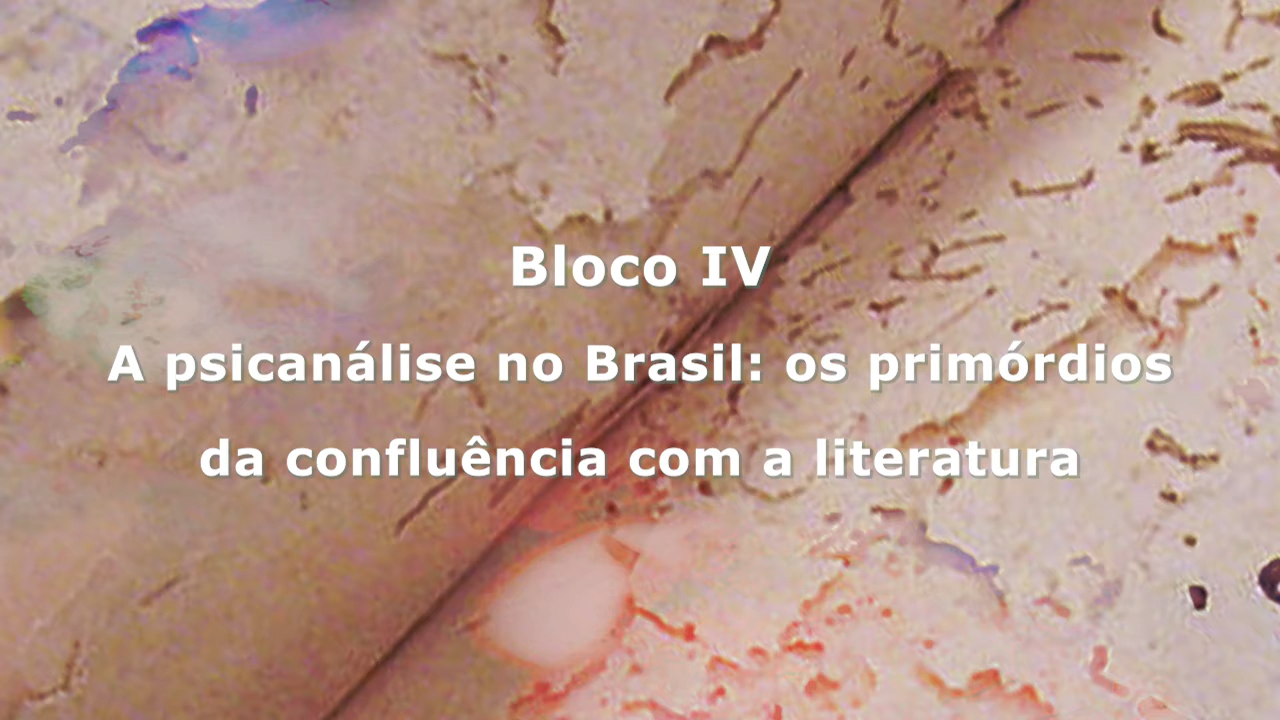 Bloco IV
A psicanálise no Brasil: os primórdios
da confluência com a literatura